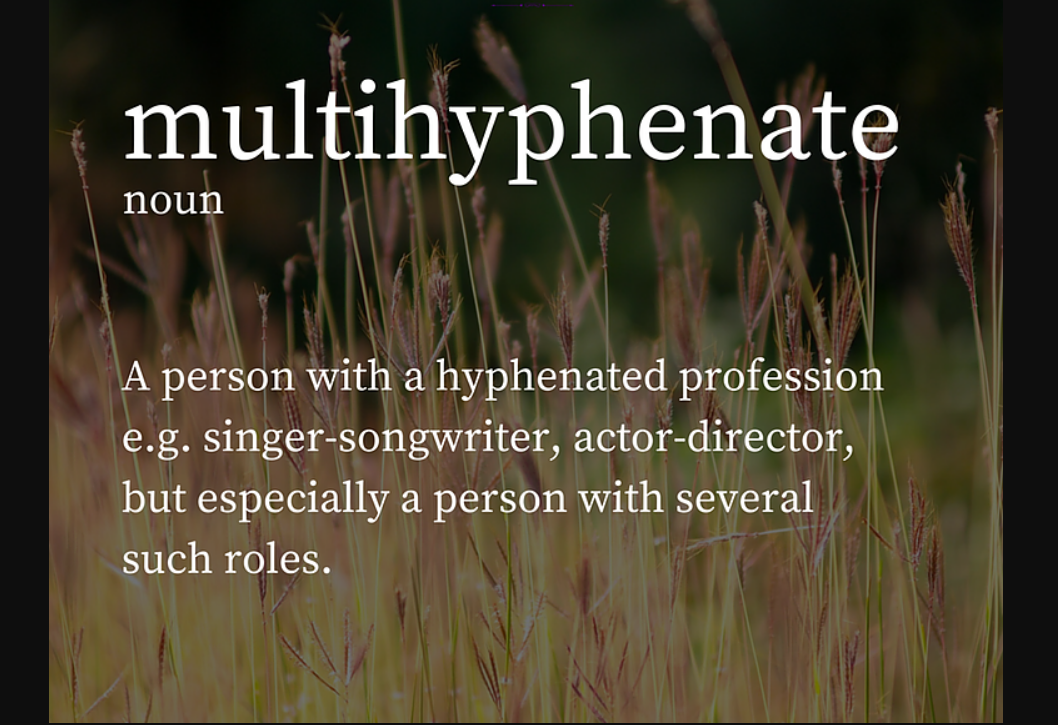 multihyphenate
noun
A person with a hyphenated profession
e.g. singer-songwriter, actor-director,
but especially a person with several
such roles.